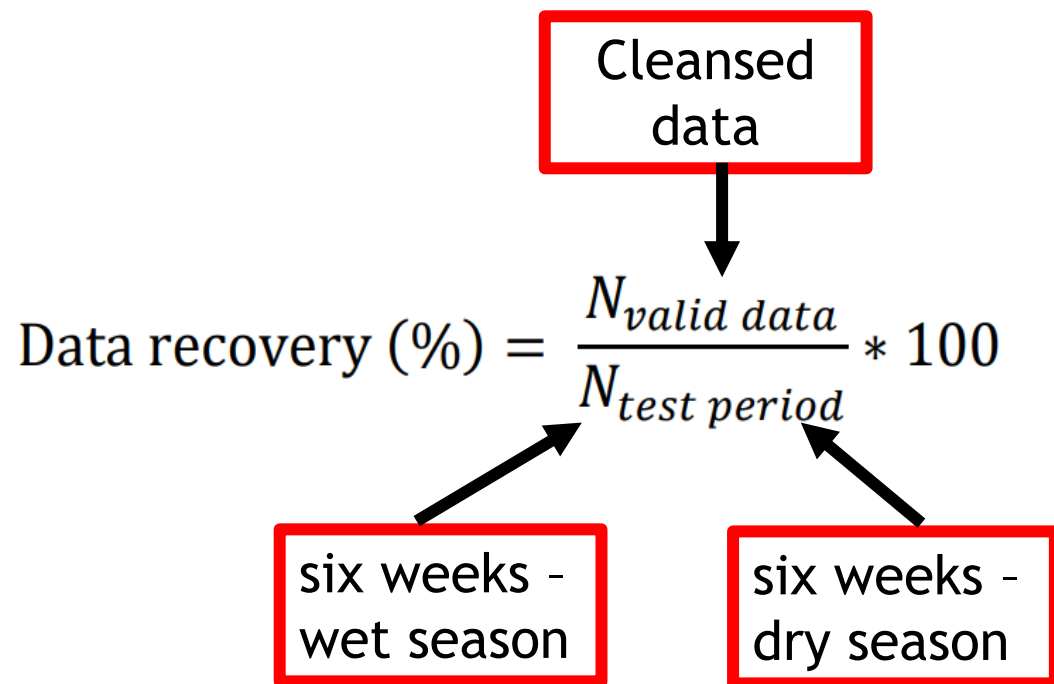 Cleansed
data
Data recovery (%) = N_valid data / N_test period * 100
six weeks –
wet season
six weeks –
dry season